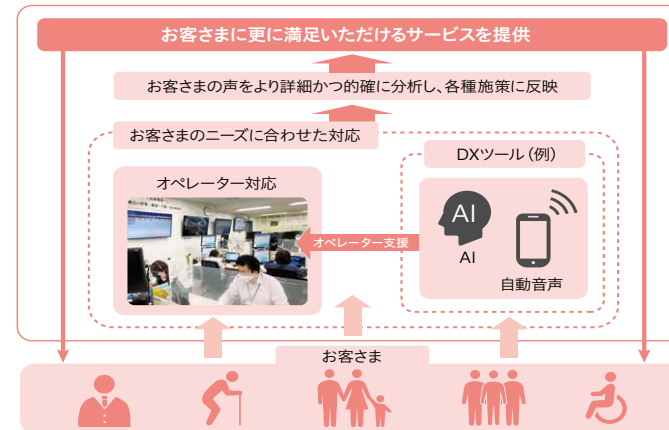 お客さまに更に満足いただけるサービスを提供
お客さまの声をより詳細かつ的確に分析し、各種施策に反映
お客さまのニーズに合わせた対応
DXツール（例）
オペレーター対応
オペレーター支援
AI
AI
自動音声
お客さま